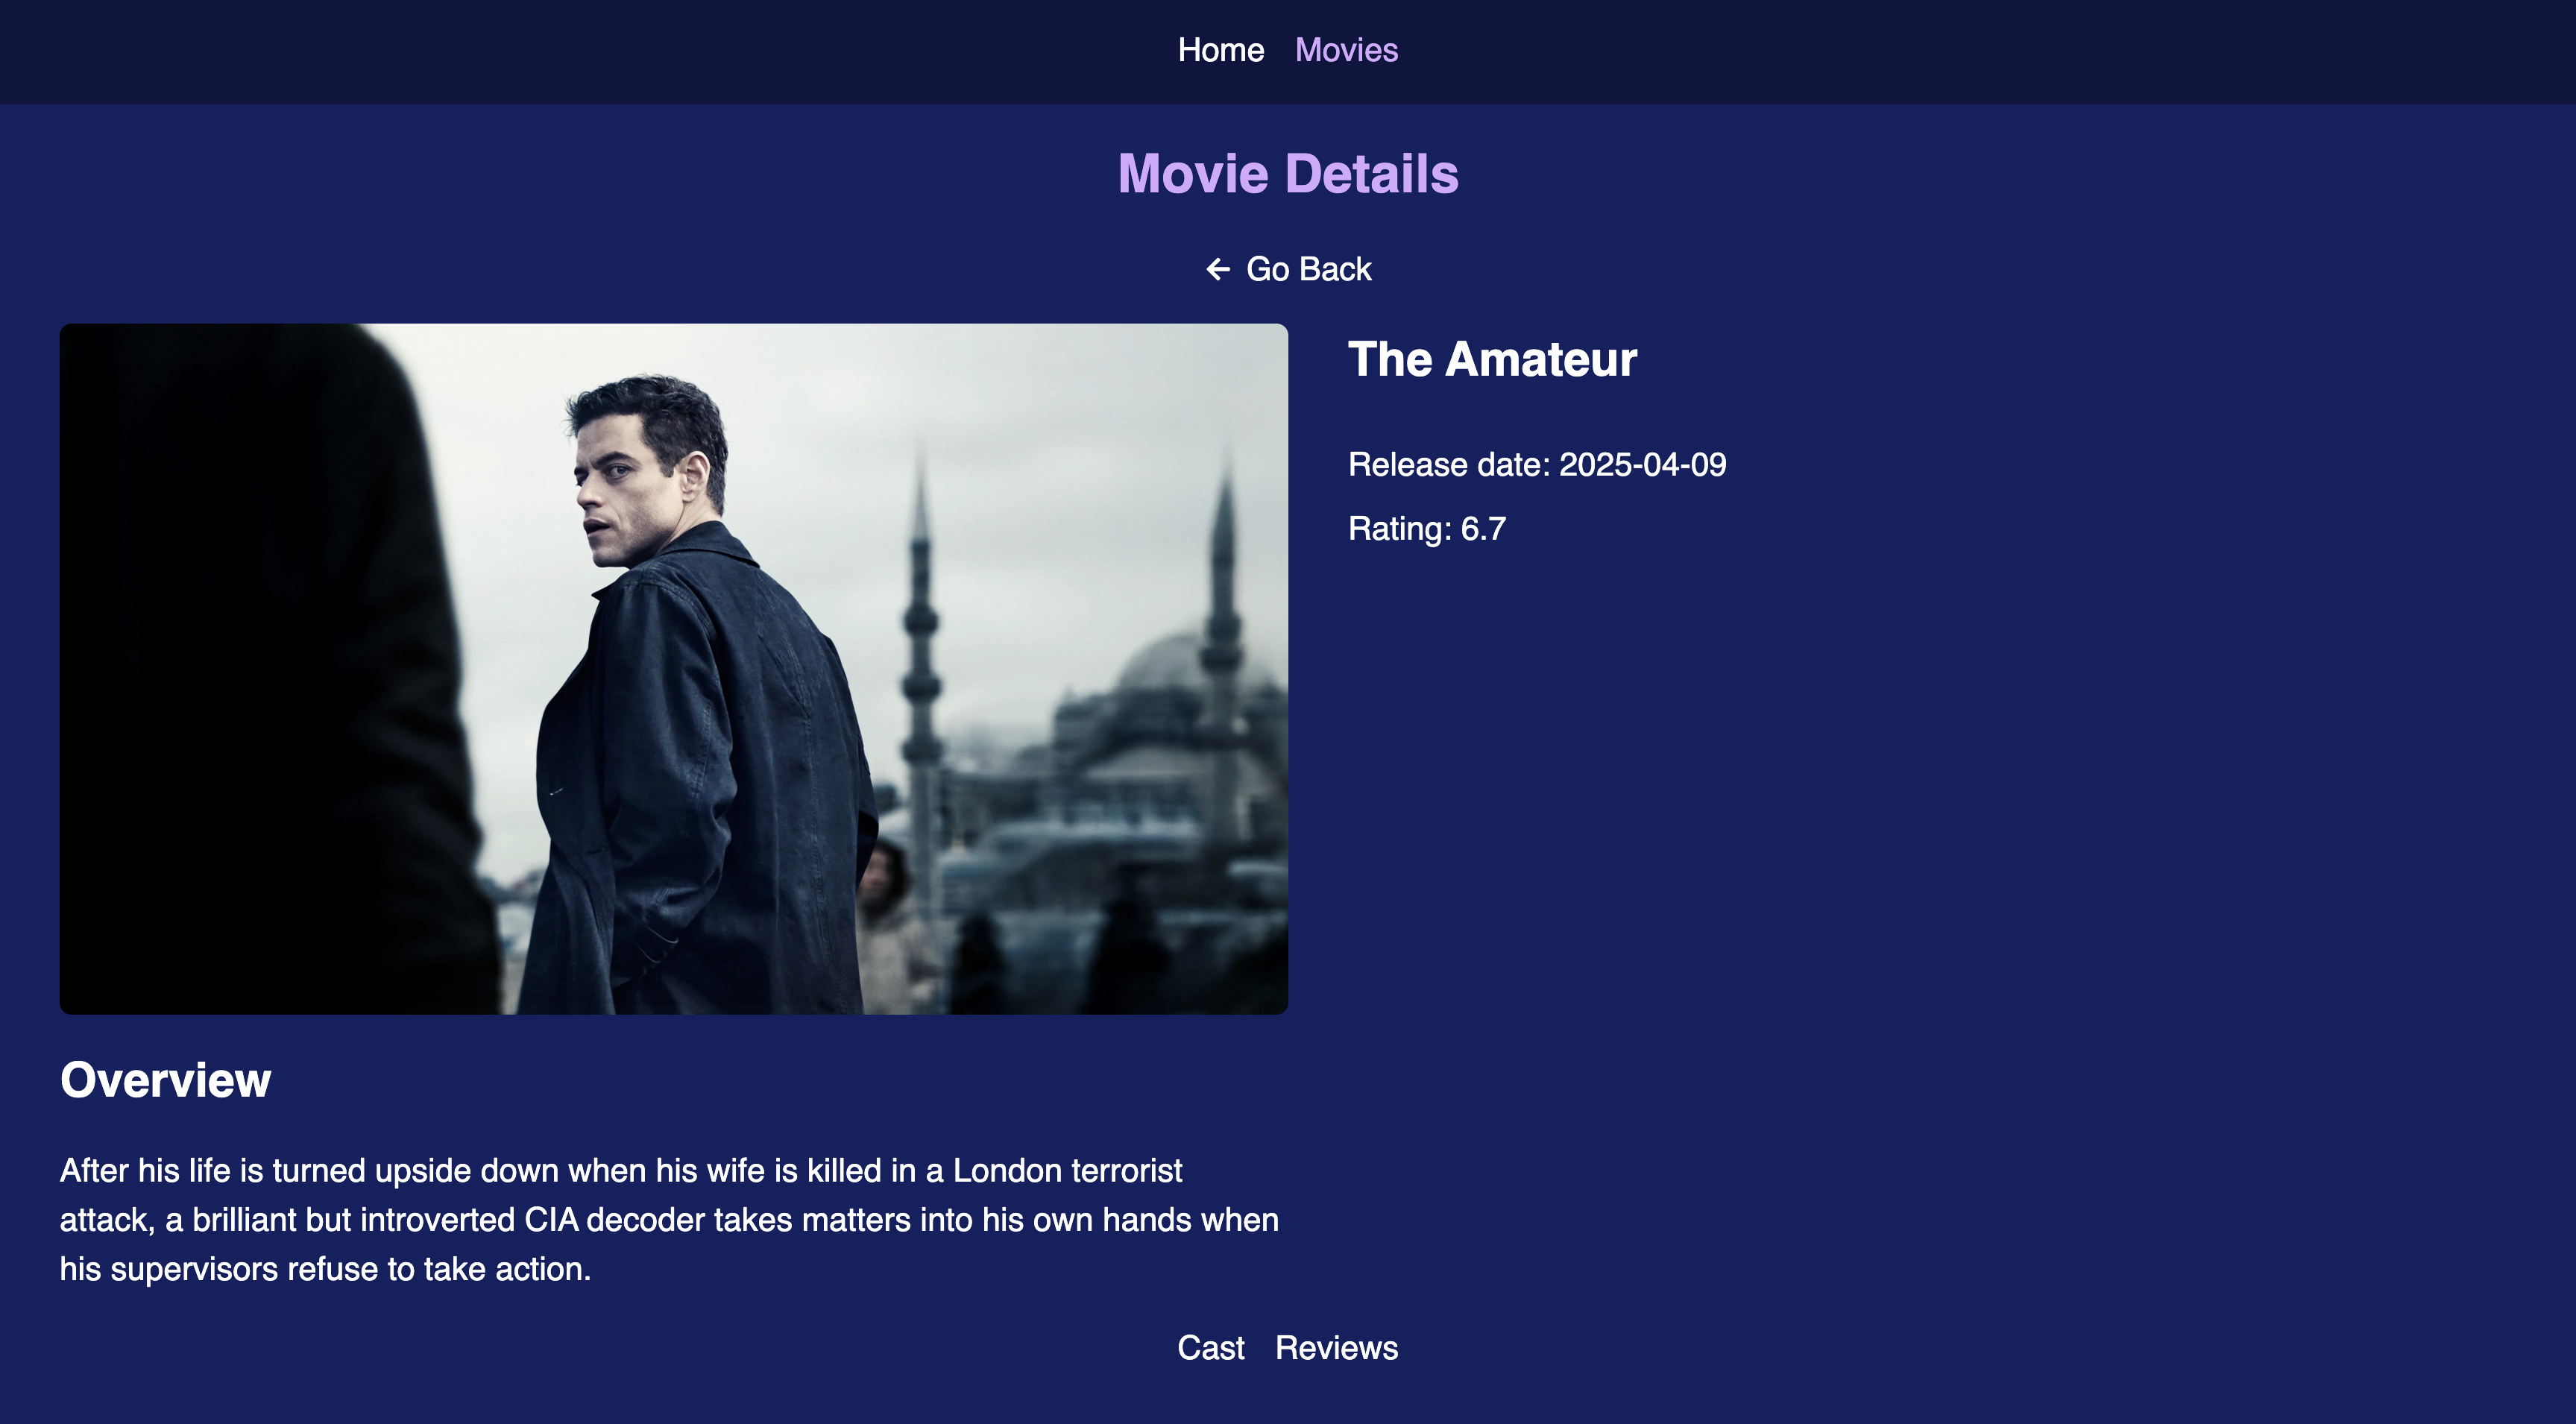 Home Movies
Movie Details
← Go Back
The Amateur
Release date: 2025-04-09
Rating: 6.7
Overview
After his life is turned upside down when his wife is killed in a London terrorist
attack, a brilliant but introverted CIA decoder takes matters into his own hands when
his supervisors refuse to take action.
Cast Reviews